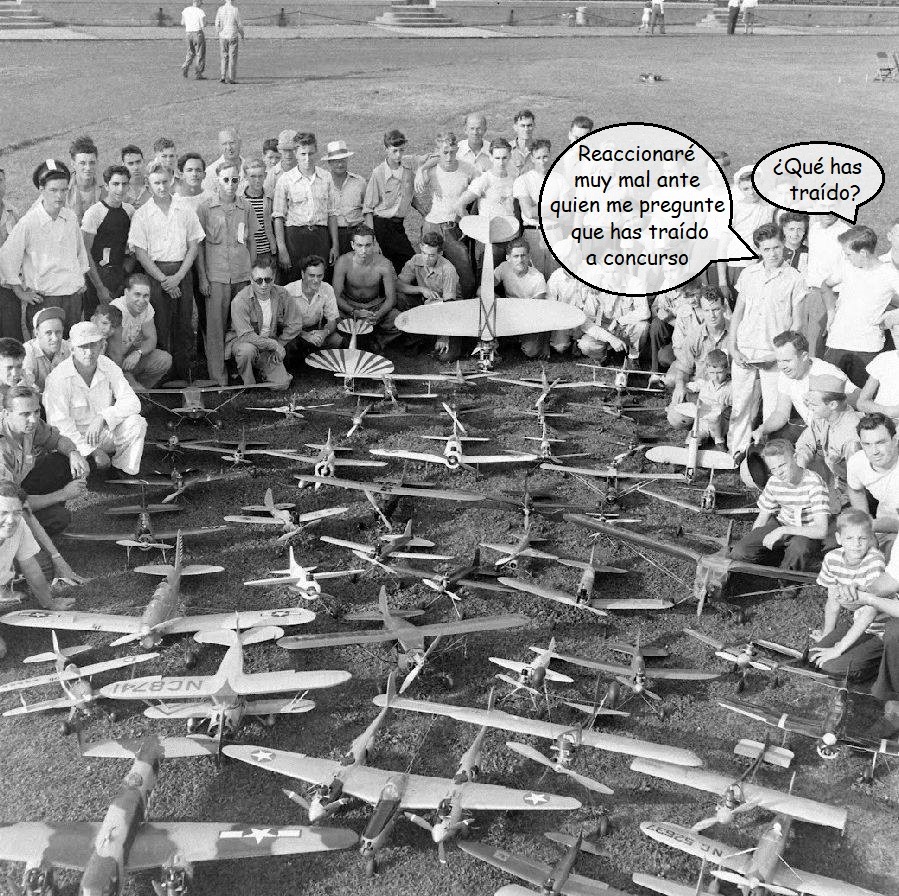 Reaccionaré
muy mal ante
quien me pregunte
que has traído
a concurso
¿Qué has
traído?
NC8741